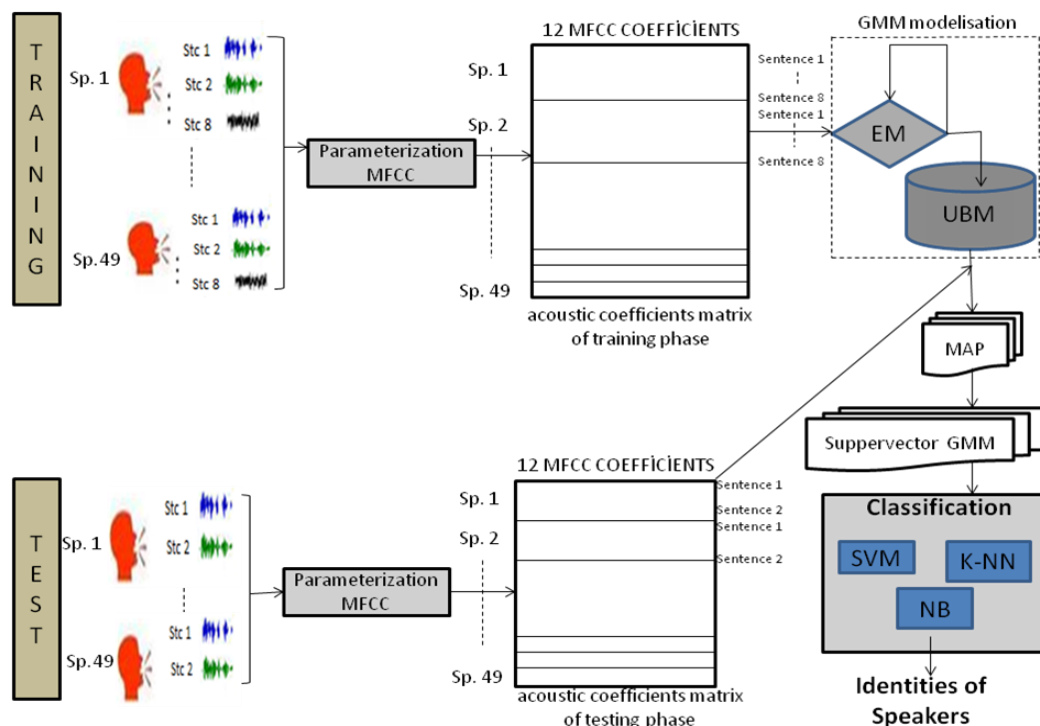 TRAINING
Sp. 1
Stc 1
Stc 2
Stc 8
Sp. 49
Stc 1
Stc 2
Stc 8
Parameterization
MFCC
12 MFCC COEFFİCİENTS
Sp. 1
Sp. 2
Sp. 49
acoustic coefficients matrix
of training phase
Sentence 1
Sentence 8
Sentence 1
Sentence 8
GMM modelisation
EM
UBM
MAP
Suppervector GMM
Classification
SVM
K-NN
NB
Identities of
Speakers
TEST
Sp. 1
Stc 1
Stc 2
Sp. 49
Stc 1
Stc 2
Parameterization
MFCC
12 MFCC COEFFİCİENTS
Sp. 1
Sp. 2
Sp. 49
Sentence 1
Sentence 2
Sentence 1
Sentence 2
acoustic coefficients matrix
of testing phase